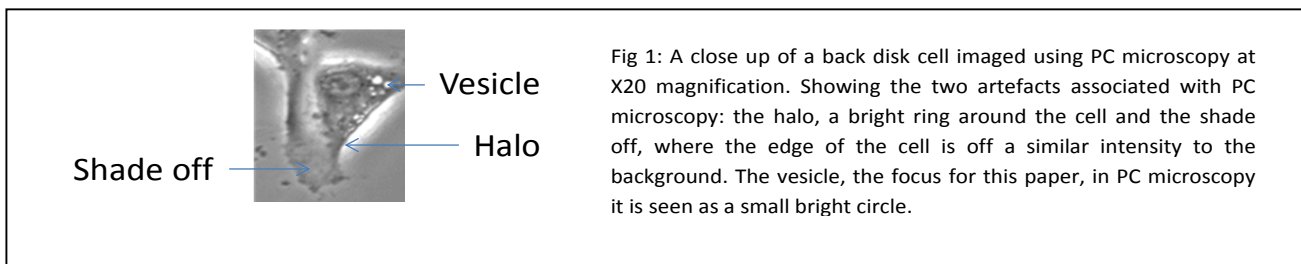 Vesicle
Halo
Shade off
Fig 1: A close up of a back disk cell imaged using PC microscopy at
X20 magnification. Showing the two artefacts associated with PC
microscopy: the halo, a bright ring around the cell and the shade
off, where the edge of the cell is off a similar intensity to the
background. The vesicle, the focus for this paper, in PC microscopy
it is seen as a small bright circle.